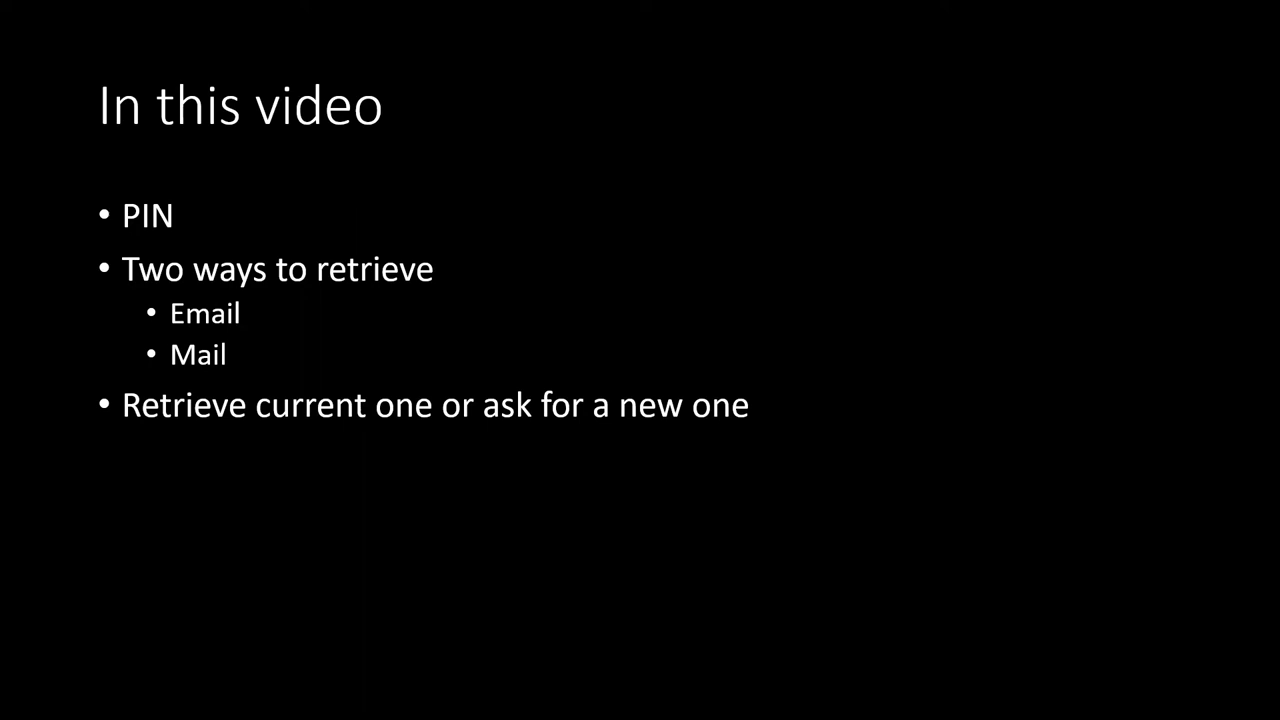 In this video
• PIN
• Two ways to retrieve
• Email
• Mail
• Retrieve current one or ask for a new one